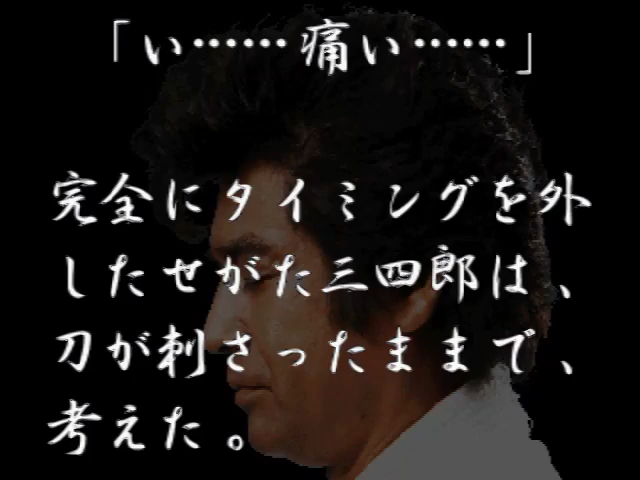 「い……痛い……」
完全にタイミングを外
したせがた三四郎は、
刀が刺さったままで、
考えた。